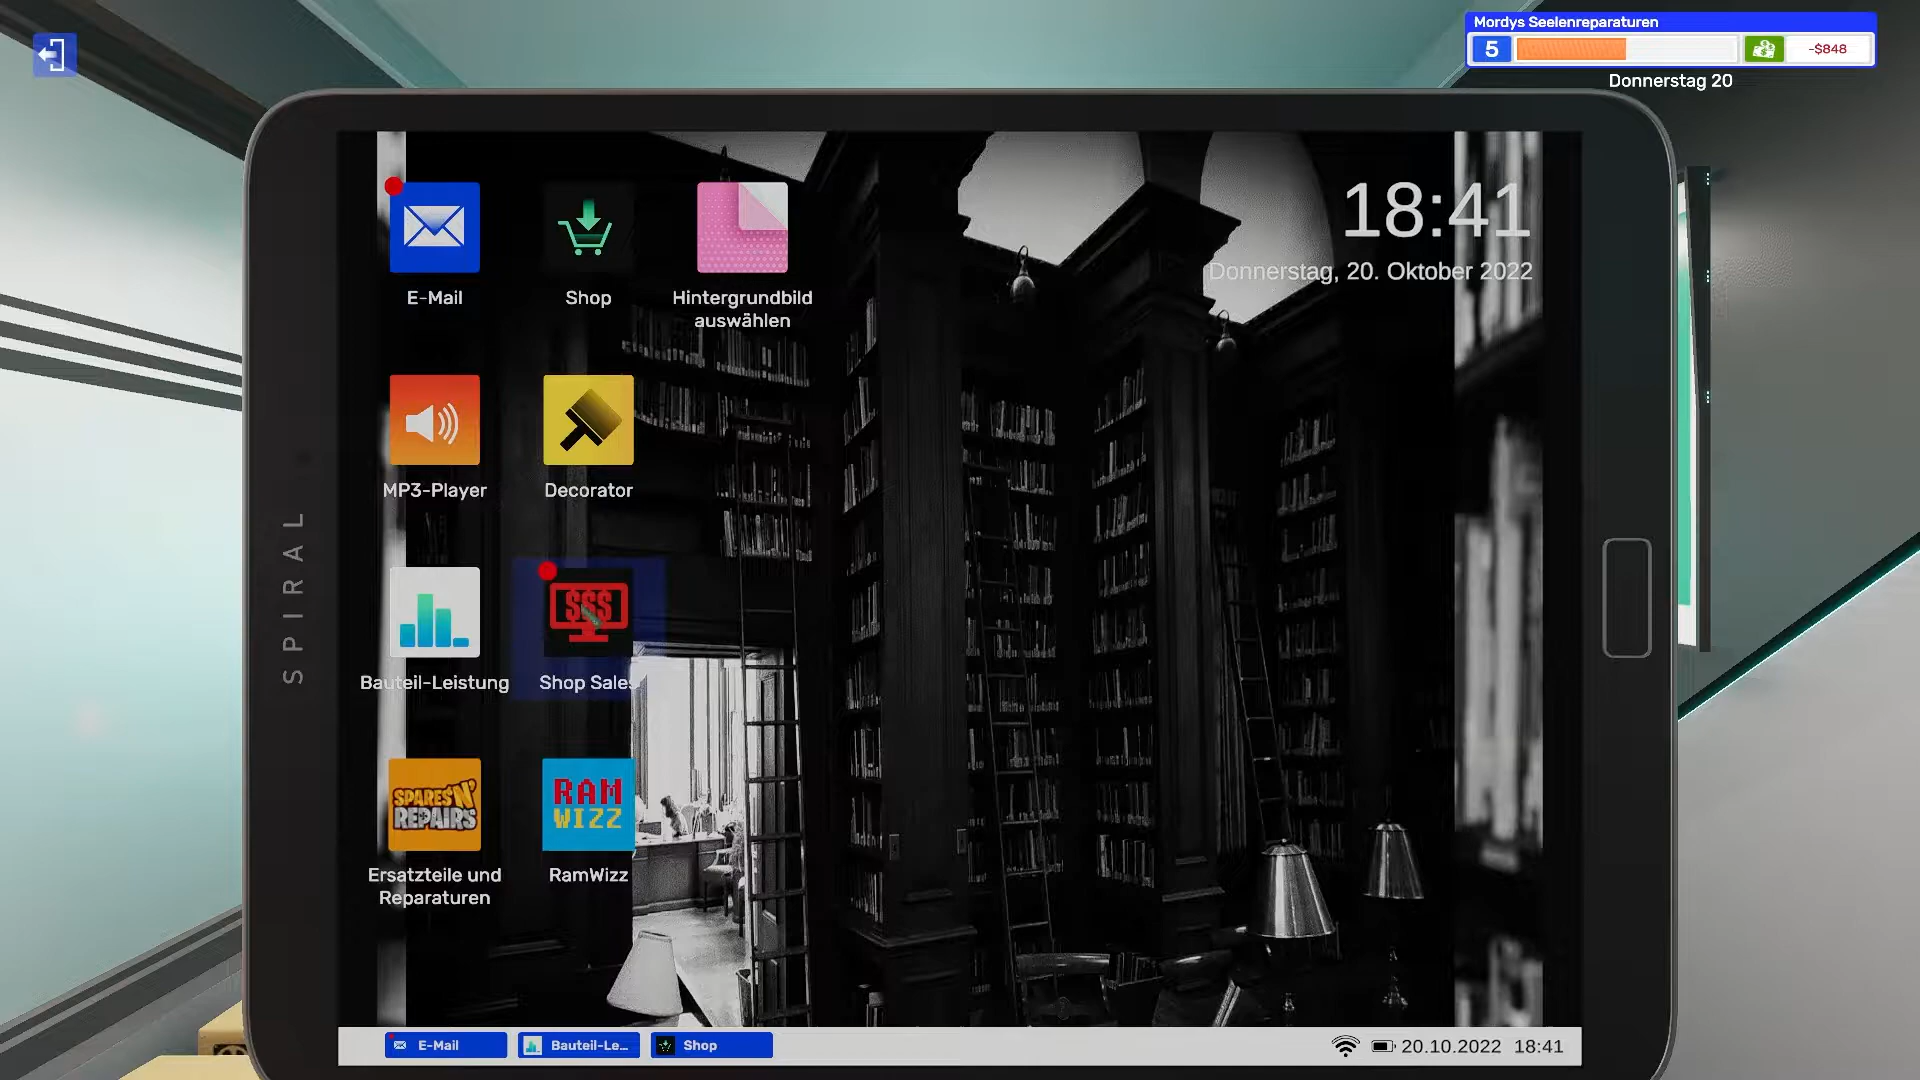 Mordys Seelenreparaturen
5
-$848
Donnerstag 20
18:41
Donnerstag, 20. Oktober 2022
E-Mail
Shop
Hintergrundbild
auswählen
MP3-Player
Decorator
SPIRAL
$$$
Bauteil-Leistung
Shop Sales
SPARES 'N'
REPAIRS
RAM
WIZZ
Ersatzteile und
Reparaturen
RamWizz
E-Mail
Bauteil-Le...
Shop
20.10.2022
18:41